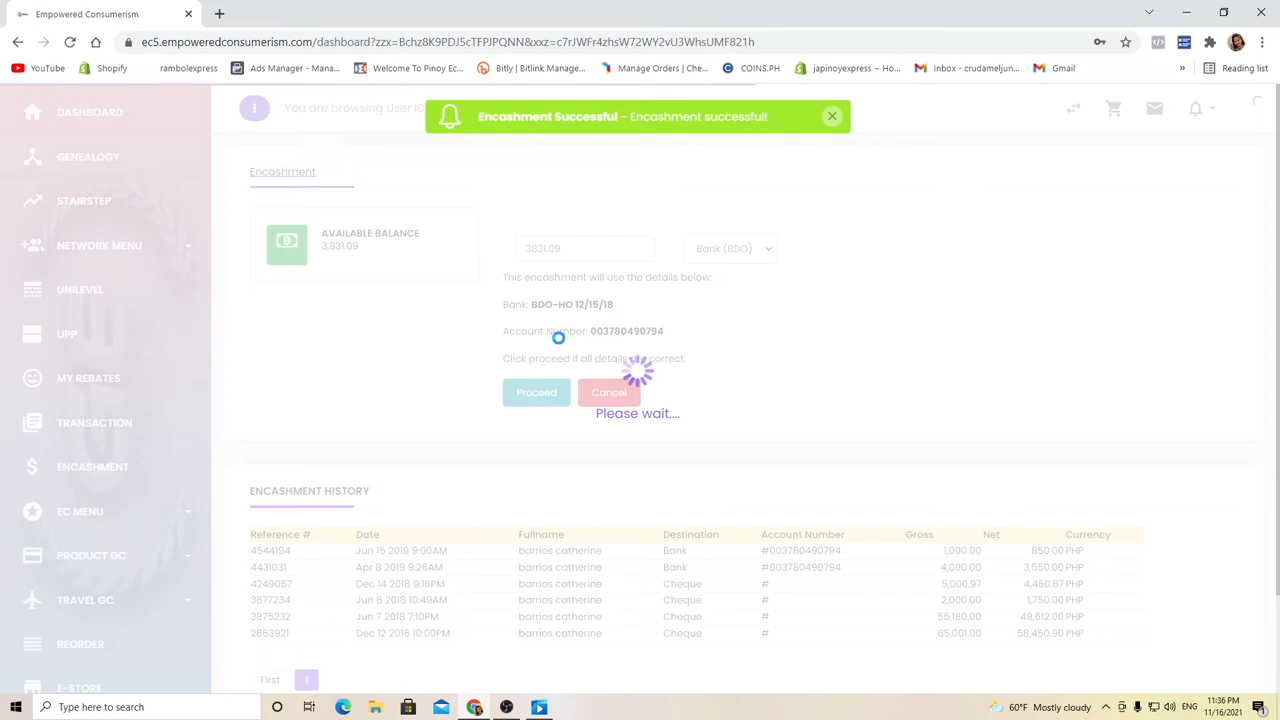 Empowered Consumerism
ec5.empoweredconsumerism.com/dashboard?zzx=Bchz8K9PDJ5cTFPJPQNN&xyz=c7rJWFr4zhsW72WY2vU3WhsUMF821h
YouTube Shopify rambolexpress Ads Manager - Mana... Welcome To Pinoy Ec... Bitly | Bitlink Manage... Manage Orders | Che... COINS.PH japinoyexpress ~ Ho... Inbox - crudameljun... Gmail » Reading list
DASHBOARD
GENEALOGY
STAIRSTEP
NETWORK MENU
UNILEVEL
UPP
MY REBATES
TRANSACTION
ENCASHMENT
EC MENU
PRODUCT GC
TRAVEL GC
REORDER
E-STORE
You are browsing User ID
Encashment Successful - Encashment successful!
Encashment
AVAILABLE BALANCE
3,831.09
3831.09 Bank (BDO)
This encashment will use the details below:
Bank: BDO-HO 12/15/18
Account Number: 003780490794
Click proceed if all details are correct.
Proceed Cancel
Please wait....
ENCASHMENT HISTORY
Reference # Date Fullname Destination Account Number Gross Net Currency
4544194 Jun 15 2019 9:00AM barrios catherine Bank #003780490794 1,000.00 850.00 PHP
4431031 Apr 8 2019 9:26AM barrios catherine Bank #003780490794 4,000.00 3,550.00 PHP
4249057 Dec 14 2018 9:16PM barrios catherine Cheque # 5,000.97 4,450.87 PHP
3877234 Jun 8 2018 10:49AM barrios catherine Cheque # 2,000.00 1,750.00 PHP
3875232 Jun 7 2018 7:10PM barrios catherine Cheque # 55,180.00 49,612.00 PHP
2863921 Dec 12 2016 10:00PM barrios catherine Cheque # 65,001.00 58,450.90 PHP
First 1
Type here to search
60°F Mostly cloudy
11:36 PM
11/16/2021